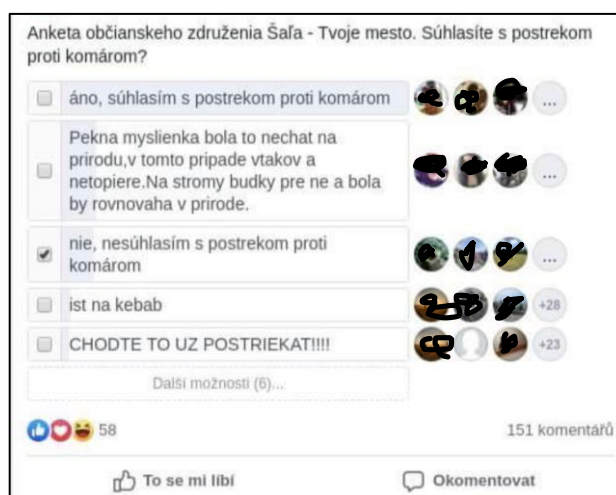 Anketa občianskeho združenia Šaľa - Tvoje mesto. Súhlasíte s postrekom
proti komárom?
áno, súhlasím s postrekom proti komárom
...
Pekna myslienka bola to nechat na
prirodu,v tomto pripade vtakov a
netopiere.Na stromy budky pre ne a bola
by rovnovaha v prirode.
...
nie, nesúhlasím s postrekom proti
komárom
...
ist na kebab
+28
CHODTE TO UZ POSTRIEKAT!!!!
+23
Další možnosti (6)...
58
151 komentářů
To se mi líbí
Okomentovat